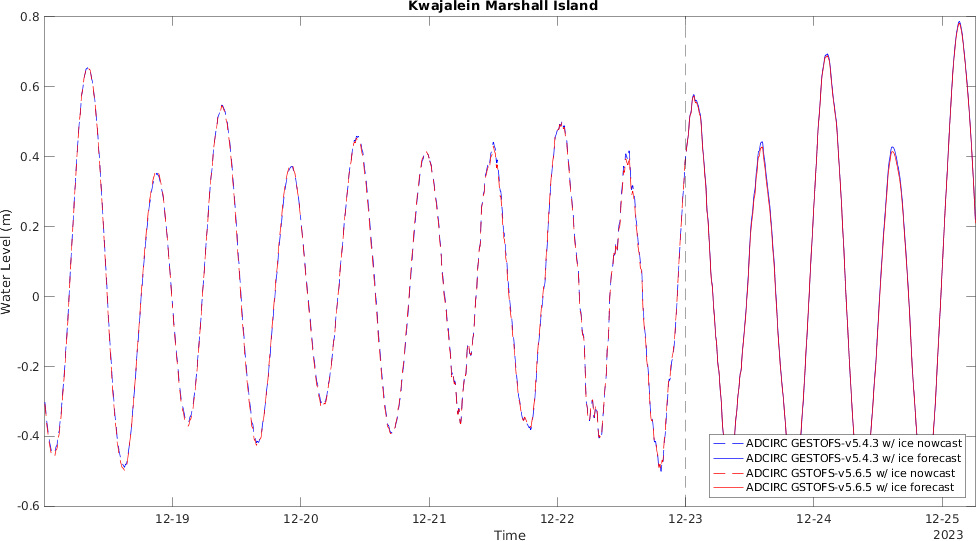 Kwajalein Marshall Island
0.8
0.6
0.4
0.2
0
-0.2
-0.4
-0.6
Water Level (m)
ADCIRC GESTOFS-v5.4.3 w/ ice nowcast
ADCIRC GESTOFS-v5.4.3 w/ ice forecast
ADCIRC GSTOFS-v5.6.5 w/ ice nowcast
ADCIRC GSTOFS-v5.6.5 w/ ice forecast
12-19 12-20 12-21 12-22 12-23 12-24 12-25
Time
2023